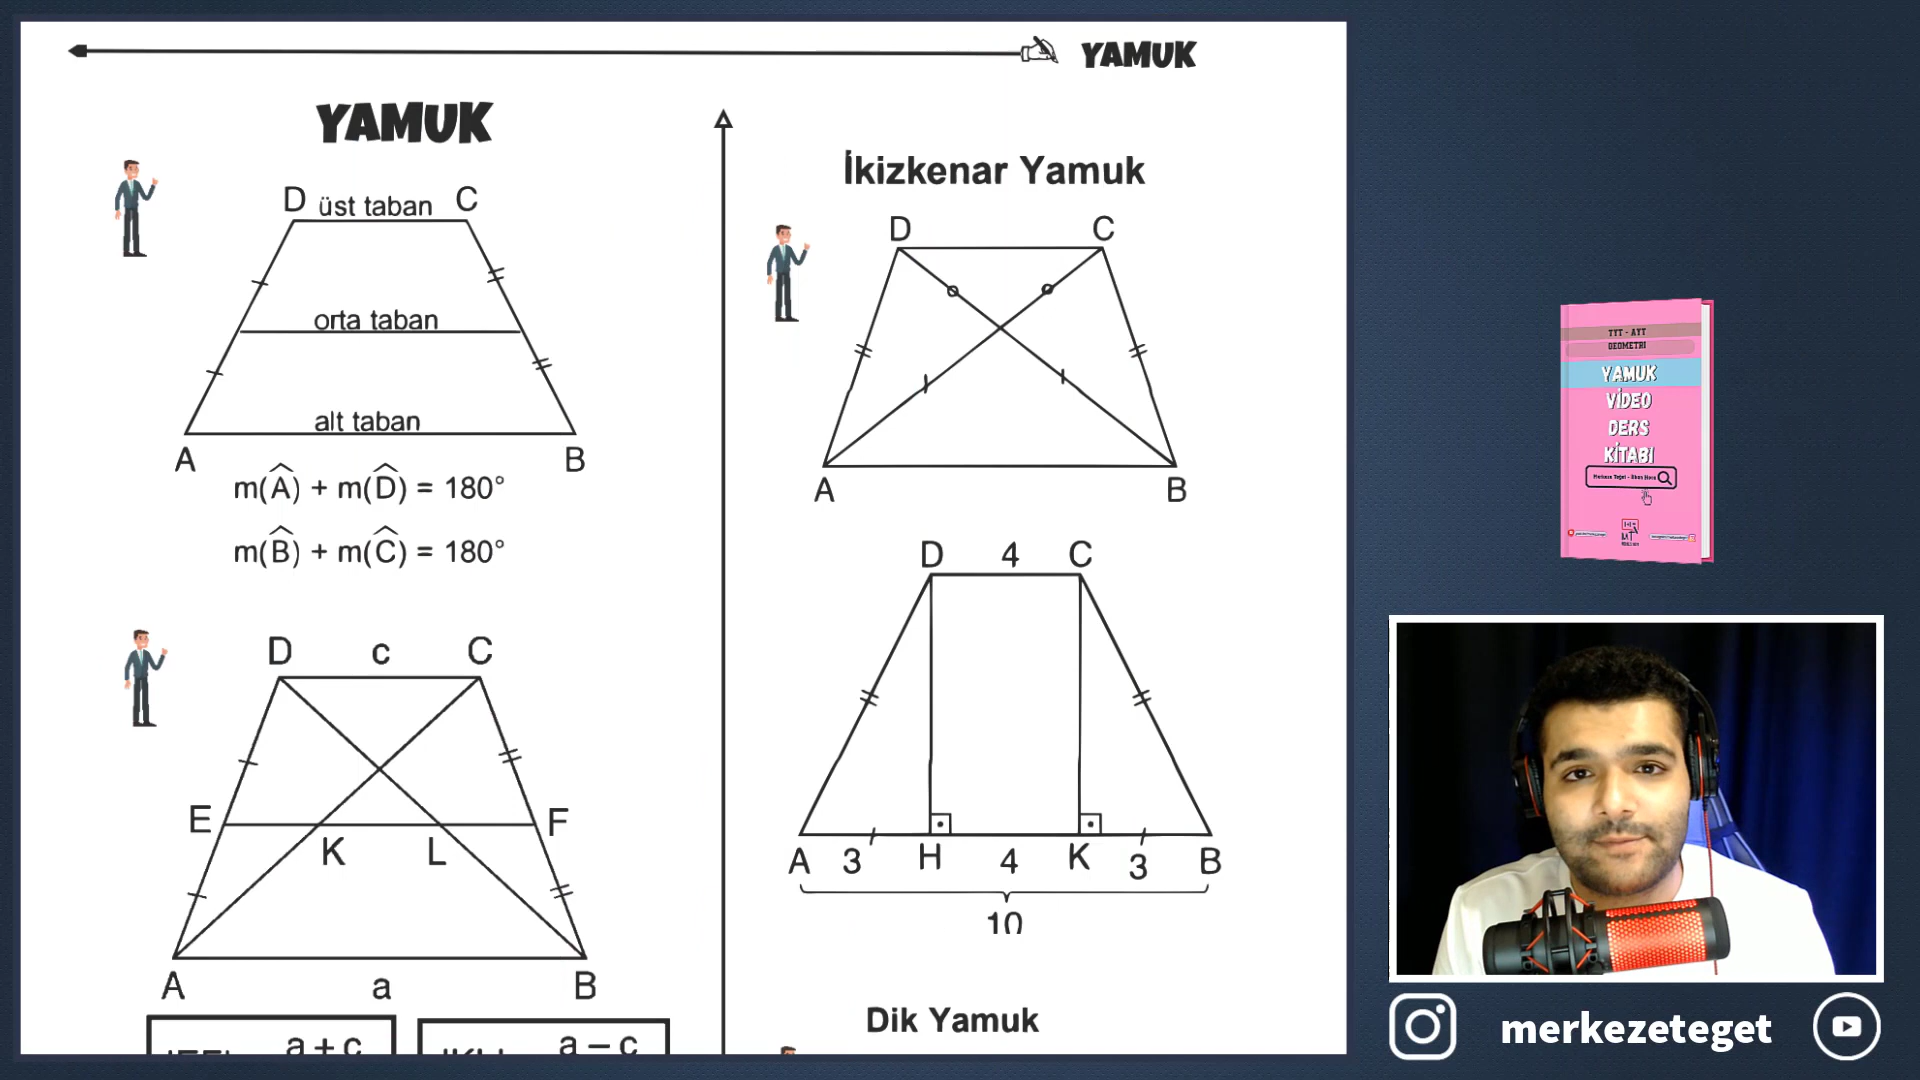 YAMUK
YAMUK
D üst taban C
orta taban
alt taban
A B
m(A) + m(D) = 180°
m(B) + m(C) = 180°
D c C
E F
K L
A a B
a + c
a − c
İkizkenar Yamuk
D C
A B
D 4 C
A 3 H 4 K 3 B
10
Dik Yamuk
TYT - AYT
GEOMETRI
YAMUK
VİDEO
DERS
KİTABI
MT
merkezeteget